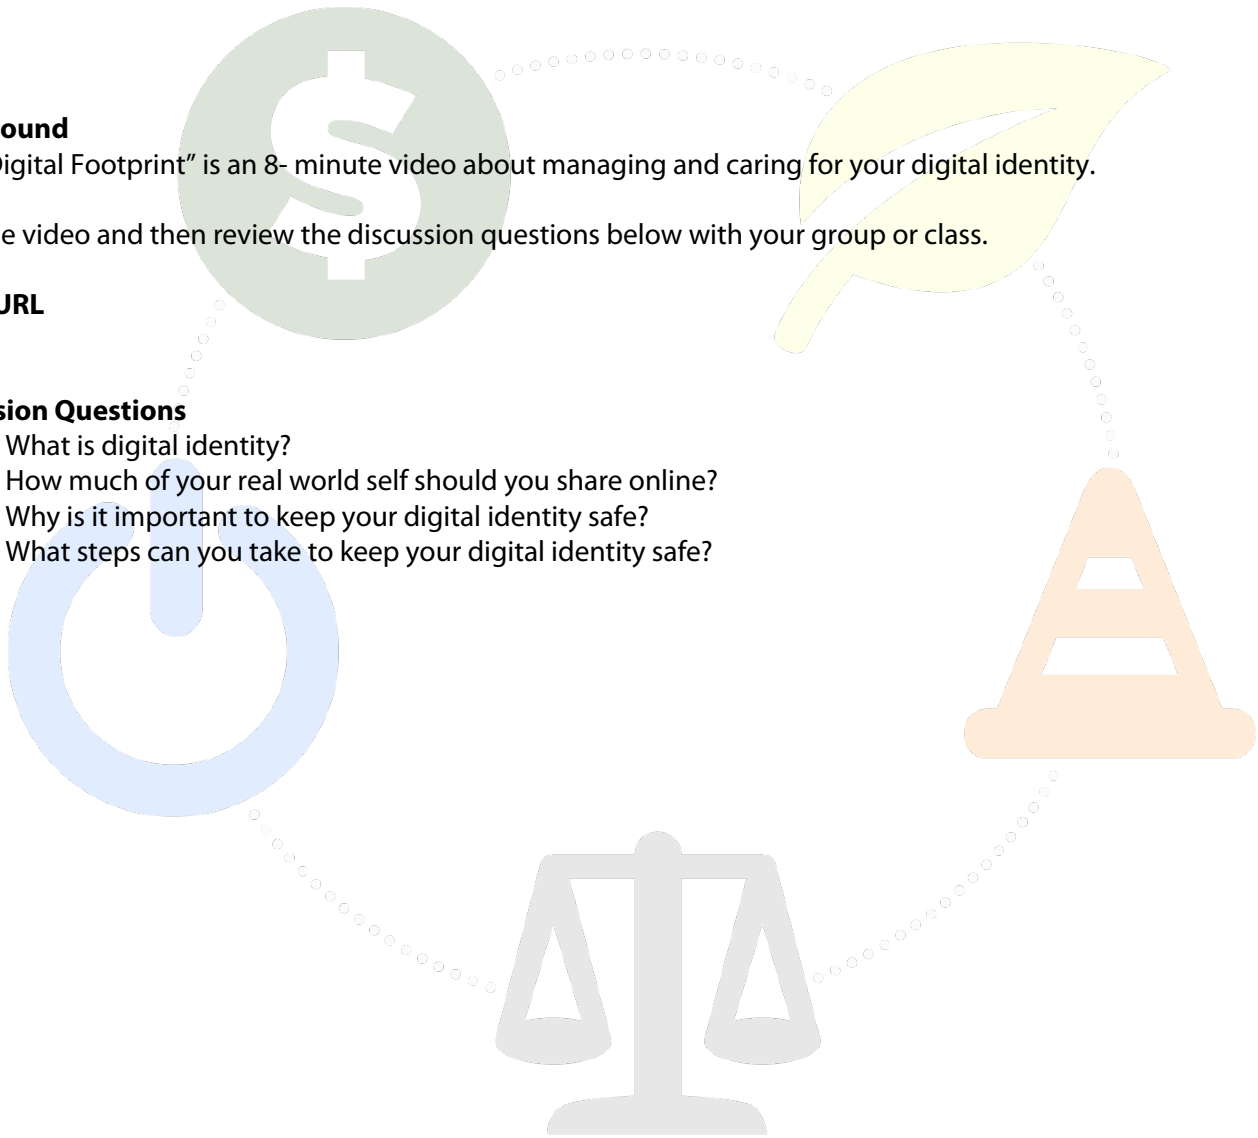 ound
Digital Footprint” is an 8- minute video about managing and caring for your digital identity.
e video and then review the discussion questions below with your group or class.
URL
sion Questions
What is digital identity?
How much of your real world self should you share online?
Why is it important to keep your digital identity safe?
What steps can you take to keep your digital identity safe?